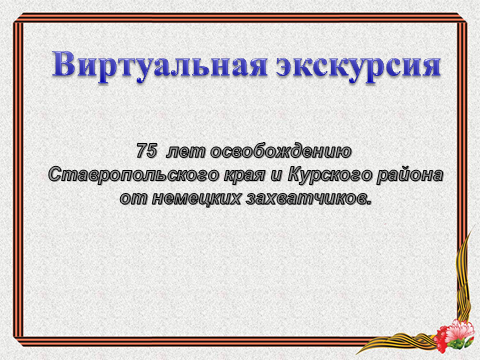 Виртуальная экскурсия
75 лет освобождению
Ставропольского края и Курского района
от немецких захватчиков.